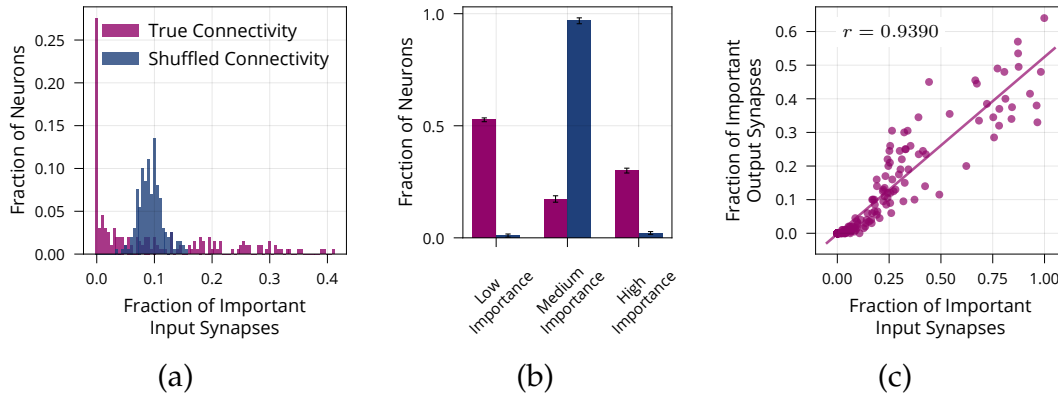 True Connectivity
Shuffled Connectivity
Fraction of Neurons
0.25
0.20
0.15
0.10
0.05
0.00
0.0
0.1
0.2
0.3
0.4
Fraction of Important
Input Synapses
(a)
Fraction of Neurons
1.0
0.5
0.0
Low
Importance
Medium
Importance
High
Importance
(b)
r = 0.9390
Fraction of Important
Output Synapses
0.6
0.5
0.4
0.3
0.2
0.1
0.0
0.00
0.25
0.50
0.75
1.00
Fraction of Important
Input Synapses
(c)